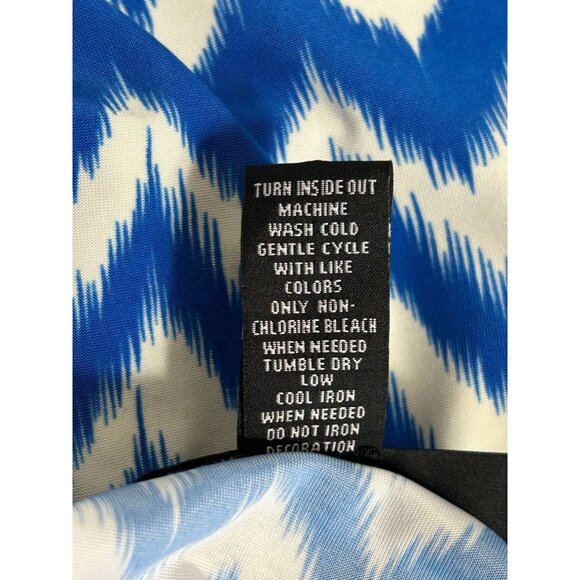 TURN INSIDE OUT
MACHINE
WASH COLD
GENTLE CYCLE
WITH LIKE
COLORS
ONLY NON-
CHLORINE BLEACH
WHEN NEEDED
TUMBLE DRY
LOW
COOL IRON
WHEN NEEDED
DO NOT IRON
DECORATION